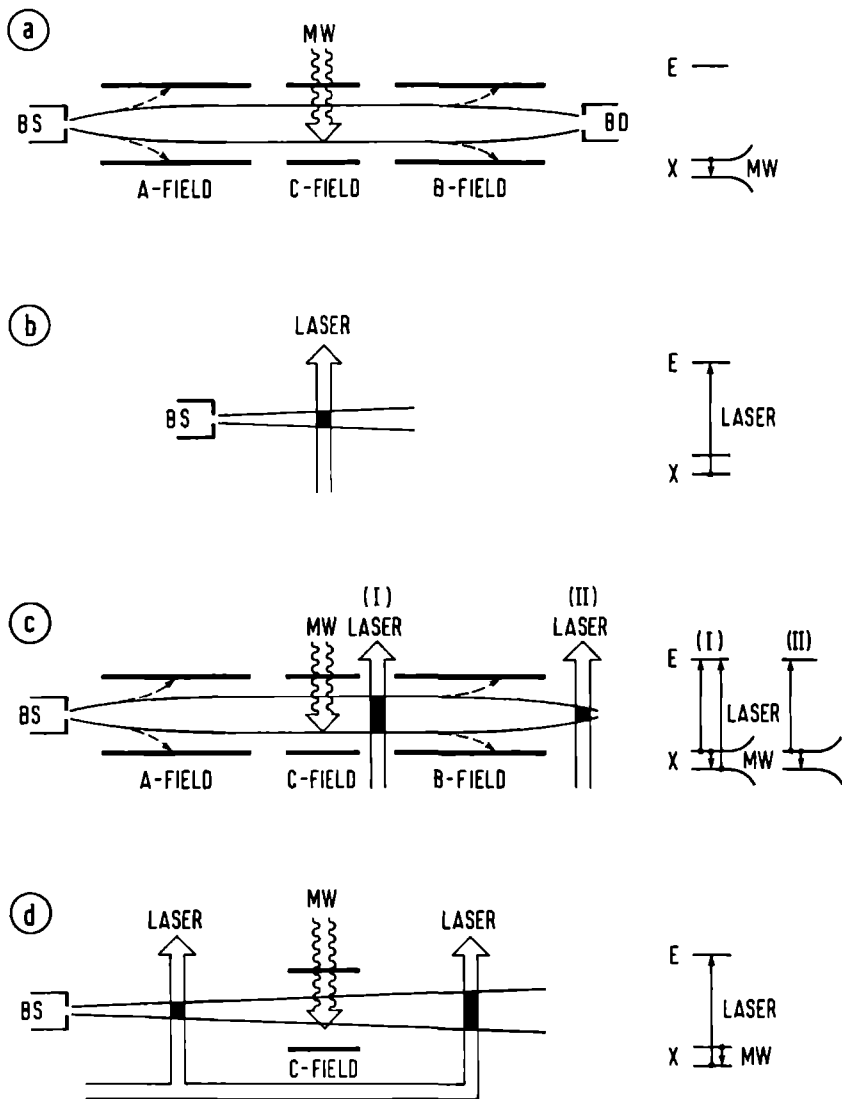 a
MW
E
BS
BD
X
MW
A-FIELD
C-FIELD
B-FIELD
b
LASER
E
BS
LASER
X
c
(I)
(II)
MW
LASER
LASER
(I)
(II)
E
BS
LASER
X
MW
A-FIELD
C-FIELD
B-FIELD
d
MW
LASER
LASER
E
BS
LASER
X
MW
C-FIELD